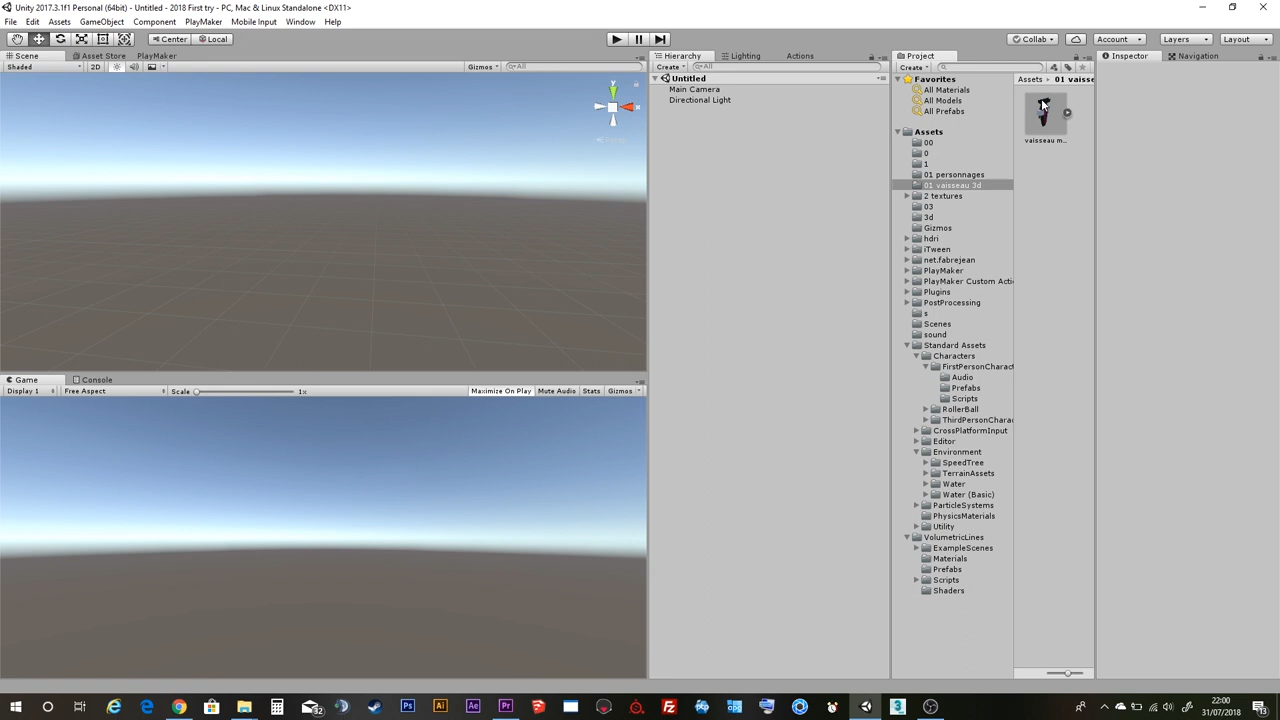 Unity 2017.3.1f1 Personal (64bit) - Untitled - 2018 First try - PC, Mac & Linux Standalone <DX11>
File Edit Assets GameObject Component PlayMaker Mobile Input Window Help
Center Local Collab Account Layers Layout
Scene Asset Store PlayMaker
Shaded 2D Gizmos All
y
Game Console
Display 1 Free Aspect Scale 1x Maximize On Play Mute Audio Stats Gizmos
Hierarchy Lighting Actions
Create All
Untitled
Main Camera
Directional Light
Project
Create
Favorites
All Materials
All Models
All Prefabs
Assets
00
0
1
01 personnages
01 vaisseau 3d
2 textures
03
3d
Gizmos
hdri
iTween
net.fabrejean
PlayMaker
PlayMaker Custom Acti
Plugins
PostProcessing
s
Scenes
sound
Standard Assets
Characters
FirstPersonCharact
Audio
Prefabs
Scripts
RollerBall
ThirdPersonCharac
CrossPlatformInput
Editor
Environment
SpeedTree
TerrainAssets
Water
Water (Basic)
ParticleSystems
PhysicsMaterials
Utility
VolumetricLines
ExampleScenes
Materials
Prefabs
Scripts
Shaders
Assets 01 vaisse
vaisseau m...
Inspector Navigation
Ps Ai Ae Pr
22:00
31/07/2018